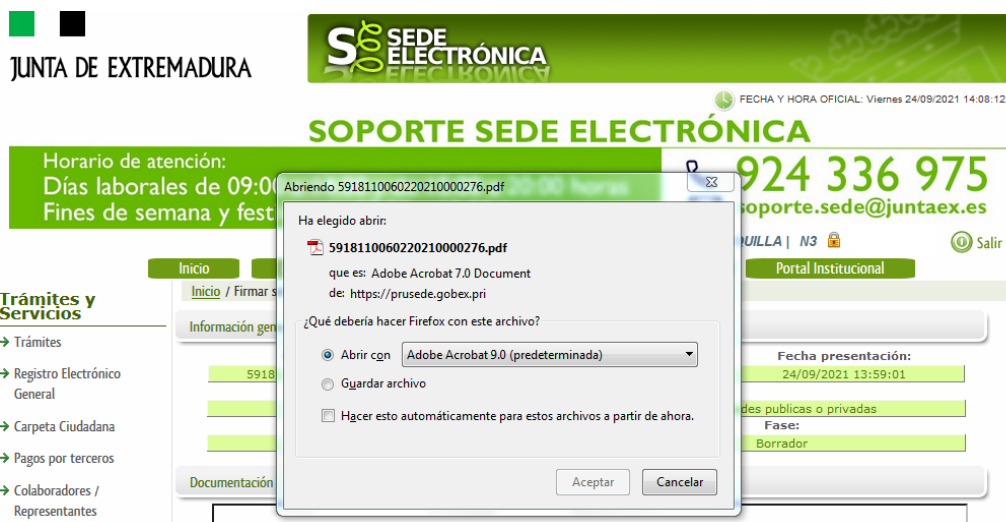 JUNTA DE EXTREMADURA
SEDE
ELECTRÓNICA
FECHA Y HORA OFICIAL: Viernes 24/09/2021 14:08:12
SOPORTE SEDE ELECTRÓNICA
Horario de atención:
Días laborales de 09:00 20:00 horas
Fines de semana y fest
924 336 975
soporte.sede@juntaex.es
N3
Salir
Inicio
Portal Institucional
Inicio / Firmar s
Trámites y
Servicios
Trámites
Registro Electrónico
General
Carpeta Ciudadana
Pagos por terceros
Colaboradores /
Representantes
Información gen
Fecha presentación:
5918
24/09/2021 13:59:01
des publicas o privadas
Fase:
Borrador
Documentación
Abriendo 5918110060220210000276.pdf
Ha elegido abrir:
5918110060220210000276.pdf
que es: Adobe Acrobat 7.0 Document
de: https://prusede.gobex.pri
¿Qué debería hacer Firefox con este archivo?
Abrir con Adobe Acrobat 9.0 (predeterminada)
Guardar archivo
Hacer esto automáticamente para estos archivos a partir de ahora.
Aceptar
Cancelar